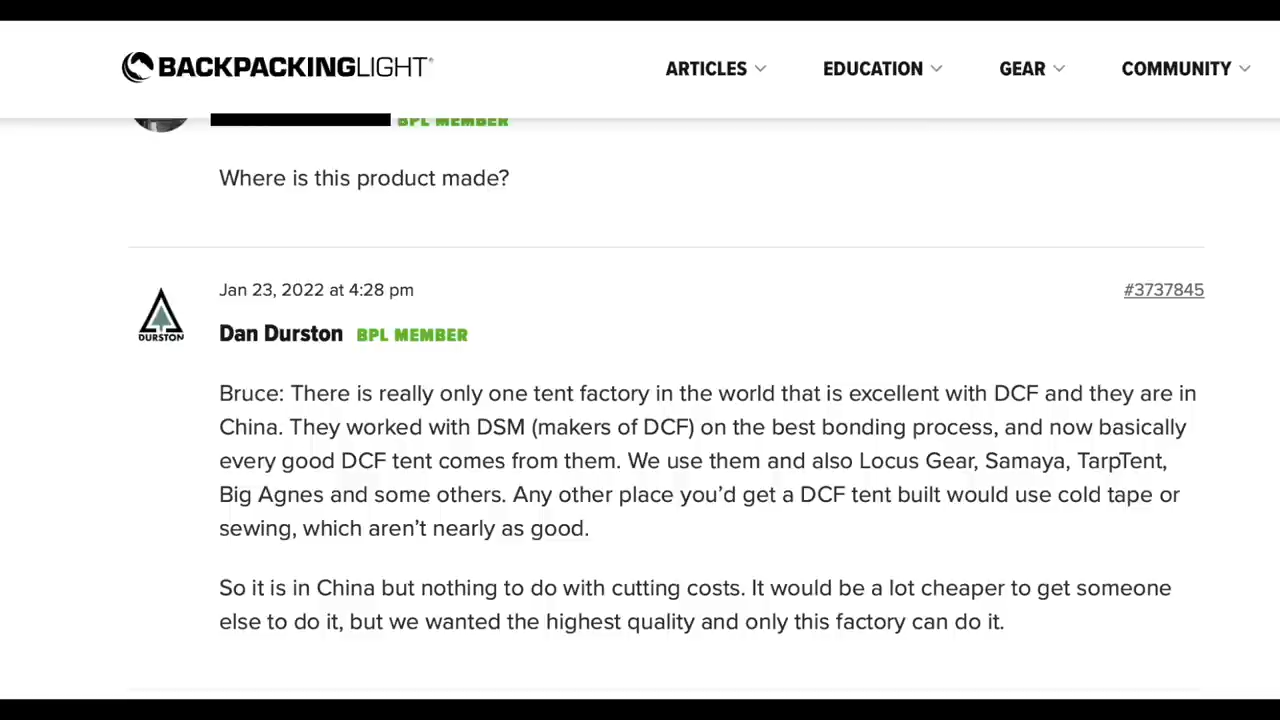 BACKPACKINGLIGHT
ARTICLES
EDUCATION
GEAR
COMMUNITY
BPL MEMBER
Where is this product made?
Jan 23, 2022 at 4:28 pm
#3737845
DURSTON
Dan Durston BPL MEMBER
Bruce: There is really only one tent factory in the world that is excellent with DCF and they are in
China. They worked with DSM (makers of DCF) on the best bonding process, and now basically
every good DCF tent comes from them. We use them and also Locus Gear, Samaya, TarpTent,
Big Agnes and some others. Any other place you’d get a DCF tent built would use cold tape or
sewing, which aren’t nearly as good.
So it is in China but nothing to do with cutting costs. It would be a lot cheaper to get someone
else to do it, but we wanted the highest quality and only this factory can do it.